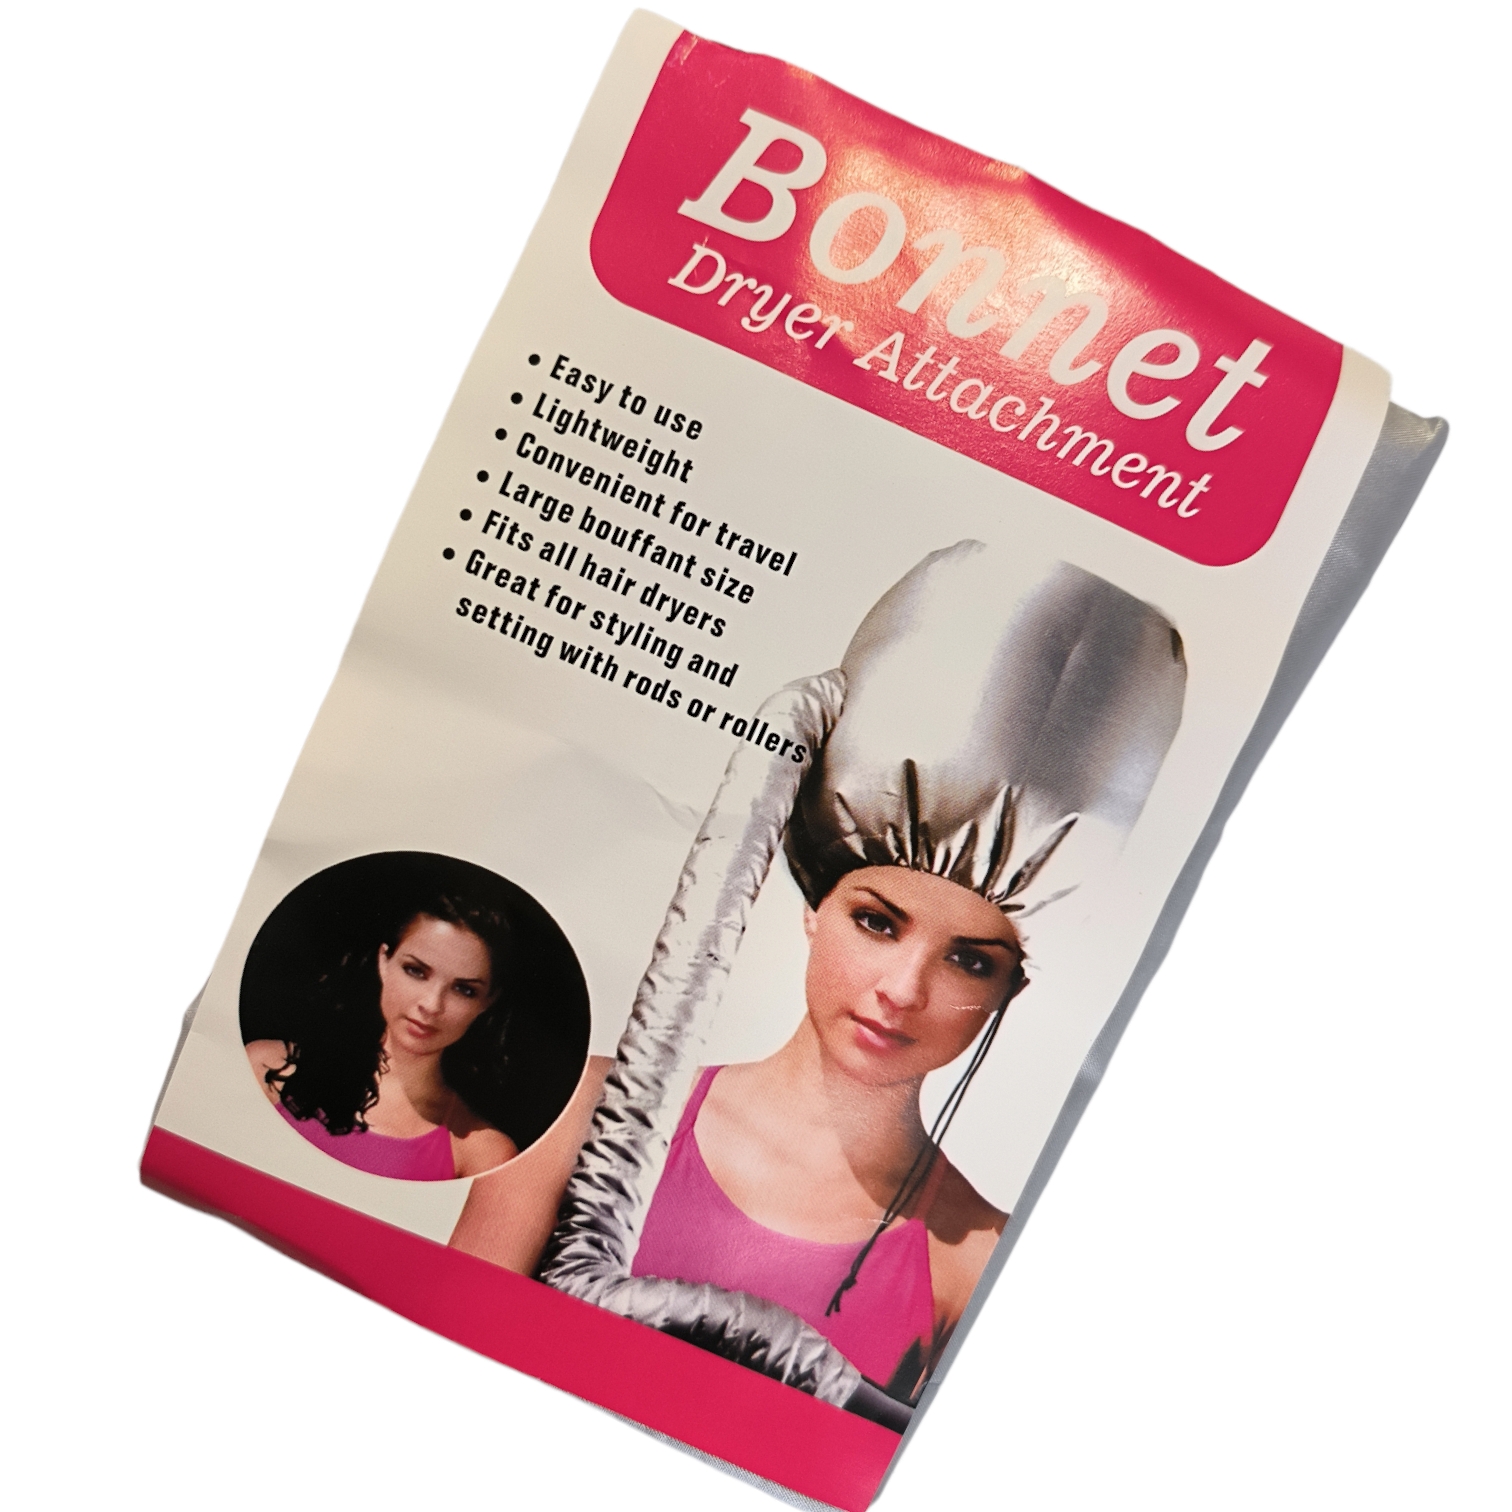 Bonnet
Dryer Attachment
• Easy to use
• Lightweight
• Convenient for travel
• Large bouffant size
• Fits all hair dryers
• Great for styling and
setting with rods or rollers